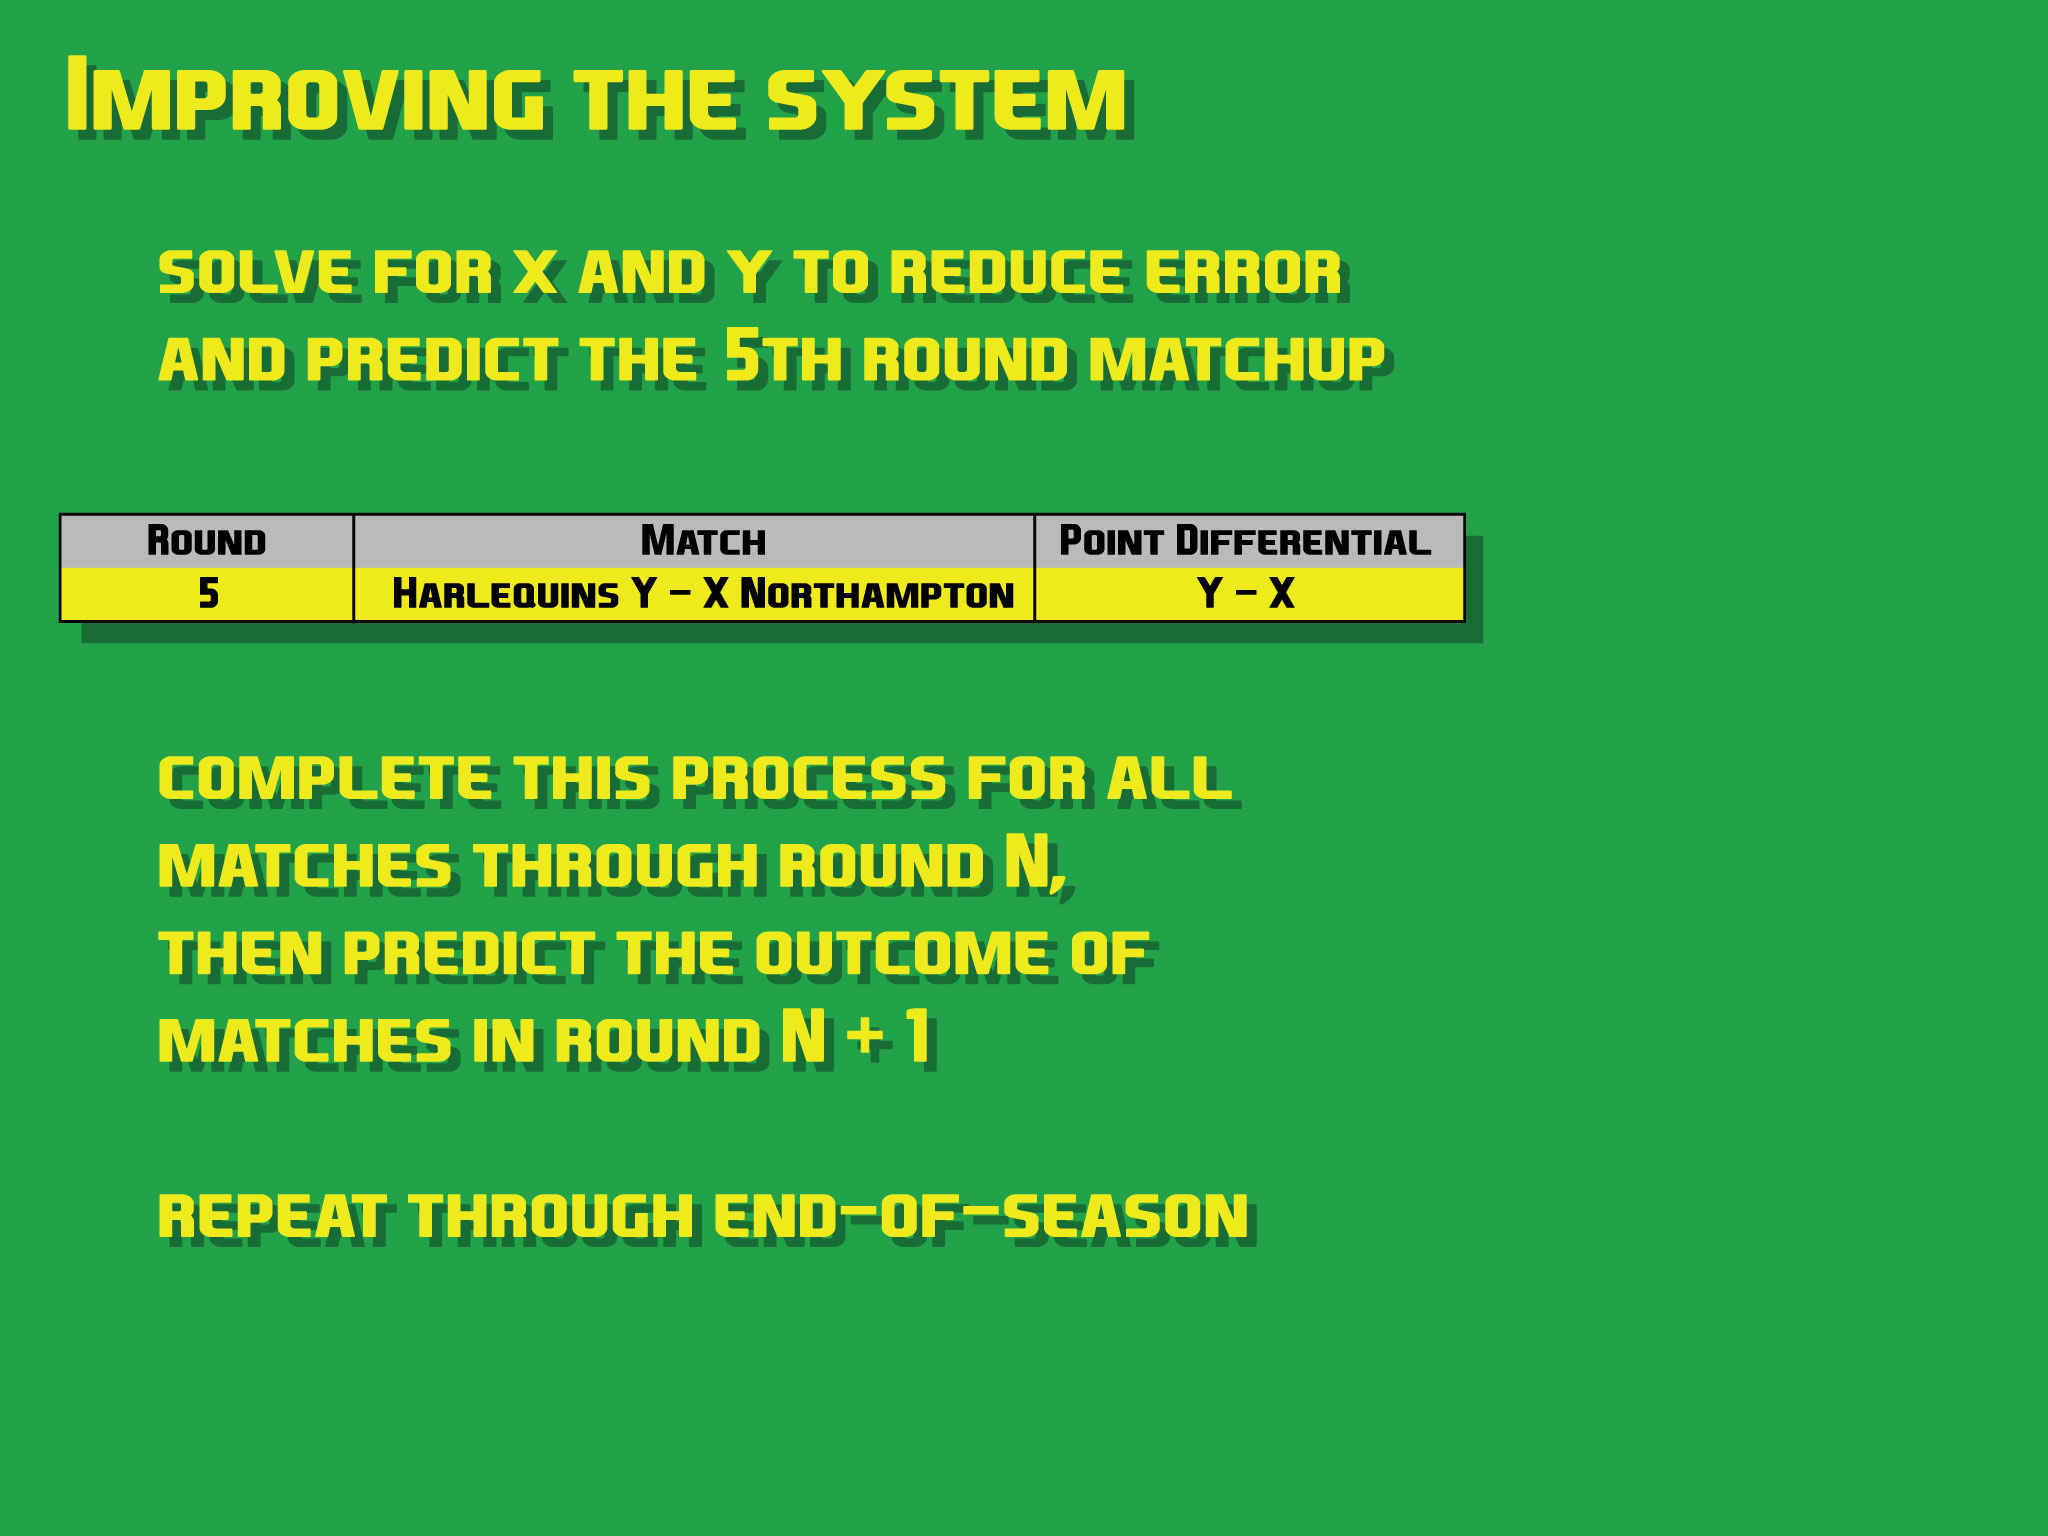 Improving the system
solve for x and y to reduce error
and predict the 5th round matchup
Round Match Point Differential
5 Harlequins Y - X Northampton Y - X
complete this process for all
matches through round N,
then predict the outcome of
matches in round N + 1
repeat through end-of-season